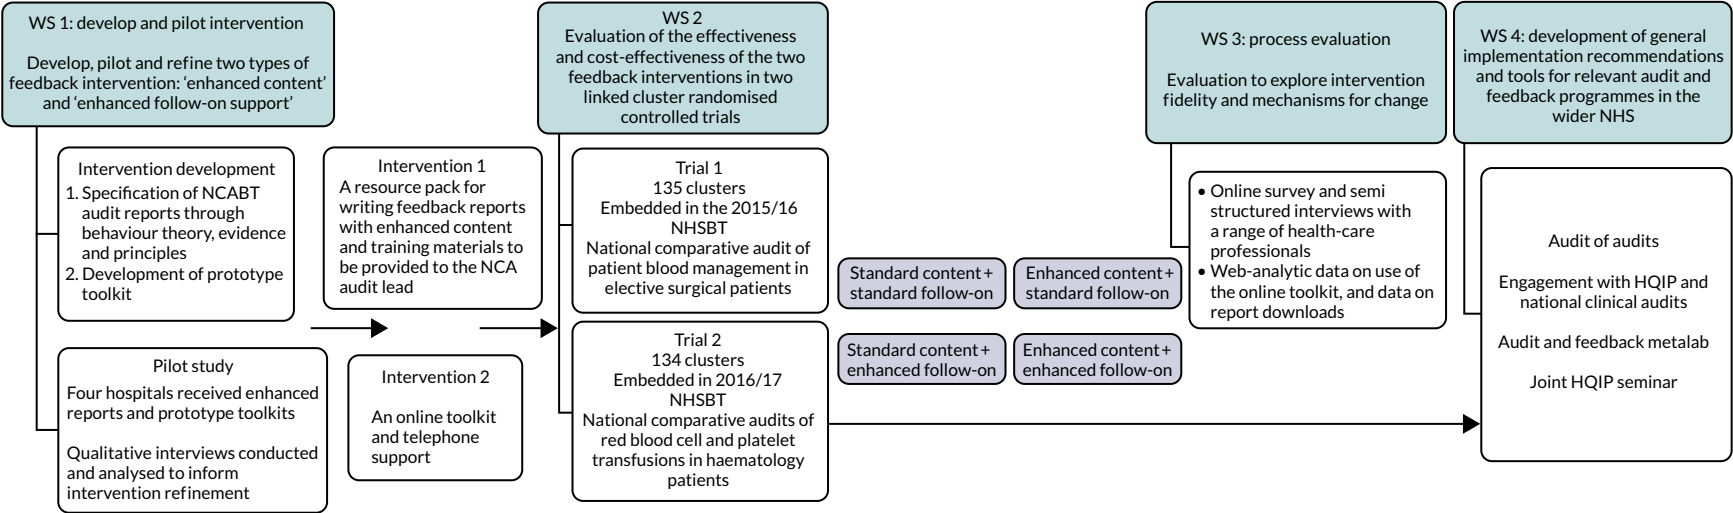 WS 1: develop and pilot intervention
Develop, pilot and refine two types of
feedback intervention: ‘enhanced content’
and ‘enhanced follow-on support’
Intervention development
1. Specification of NCABT
audit reports through
behaviour theory, evidence
and principles
2. Development of prototype
toolkit
Pilot study
Four hospitals received enhanced
reports and prototype toolkits
Qualitative interviews conducted
and analysed to inform
intervention refinement
Intervention 1
A resource pack for
writing feedback reports
with enhanced content
and training materials to
be provided to the NCA
audit lead
Intervention 2
An online toolkit
and telephone
support
WS 2
Evaluation of the effectiveness
and cost-effectiveness of the two
feedback interventions in two
linked cluster randomised
controlled trials
Trial 1
135 clusters
Embedded in the 2015/16
NHSBT
National comparative audit of
patient blood management in
elective surgical patients
Trial 2
134 clusters
Embedded in 2016/17
NHSBT
National comparative audits of
red blood cell and platelet
transfusions in haematology
patients
Standard content +
standard follow-on
Enhanced content +
standard follow-on
Standard content +
enhanced follow-on
Enhanced content +
enhanced follow-on
WS 3: process evaluation
Evaluation to explore intervention
fidelity and mechanisms for change
• Online survey and semi
structured interviews with
a range of health-care
professionals
• Web-analytic data on use of
the online toolkit, and data on
report downloads
WS 4: development of general
implementation recommendations
and tools for relevant audit and
feedback programmes in the
wider NHS
Audit of audits
Engagement with HQIP and
national clinical audits
Audit and feedback metalab
Joint HQIP seminar